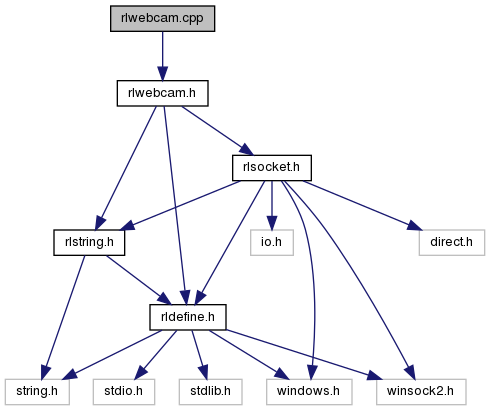 rlwebcam.cpp
rlwebcam.h
rlsocket.h
rlstring.h
io.h
direct.h
rldefine.h
string.h
stdio.h
stdlib.h
windows.h
winsock2.h